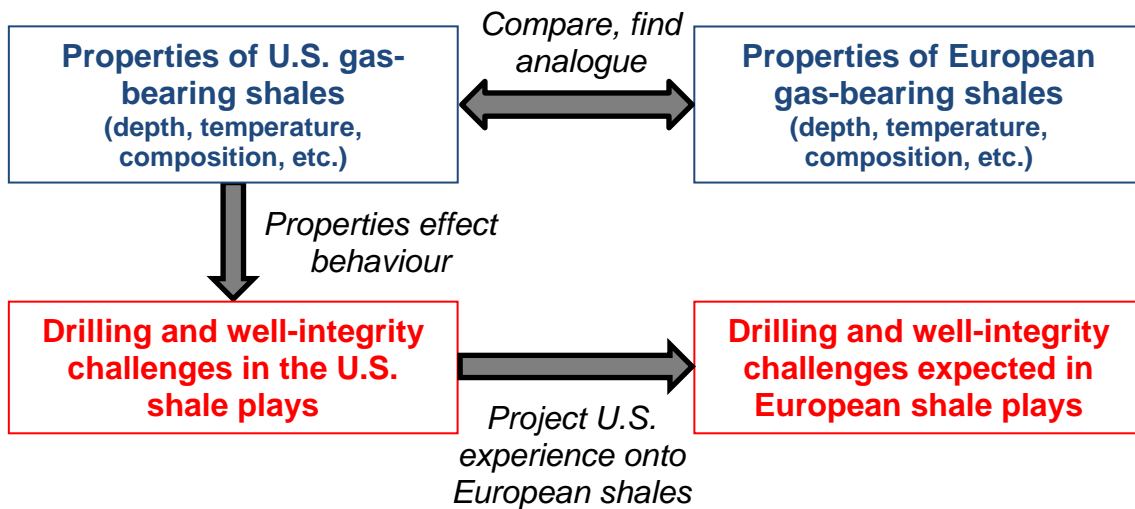 Properties of U.S. gas-
bearing shales
(depth, temperature,
composition, etc.)
Compare, find
analogue
Properties of European
gas-bearing shales
(depth, temperature,
composition, etc.)
Properties effect
behaviour
Drilling and well-integrity
challenges in the U.S.
shale plays
Project U.S.
experience onto
European shales
Drilling and well-integrity
challenges expected in
European shale plays